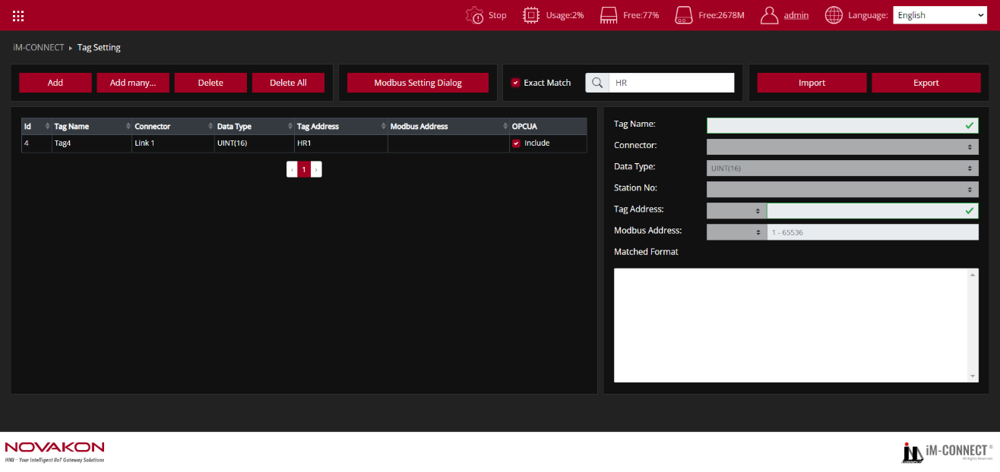 Stop Usage:2% Free:77% Free:2678M admin Language: English
iM-CONNECT ▸ Tag Setting
Add Add many... Delete Delete All Modbus Setting Dialog Exact Match HR Import Export
Id Tag Name Connector Data Type Tag Address Modbus Address OPCUA
4 Tag4 Link 1 UINT(16) HR1 Include
‹ 1 ›
Tag Name:
Connector:
Data Type: UINT(16)
Station No:
Tag Address:
Modbus Address: 1 - 65536
Matched Format
NOVAKON
HMI – Your Intelligent IIoT Gateway Solutions
iM-CONNECT®
All Rights Reserved.